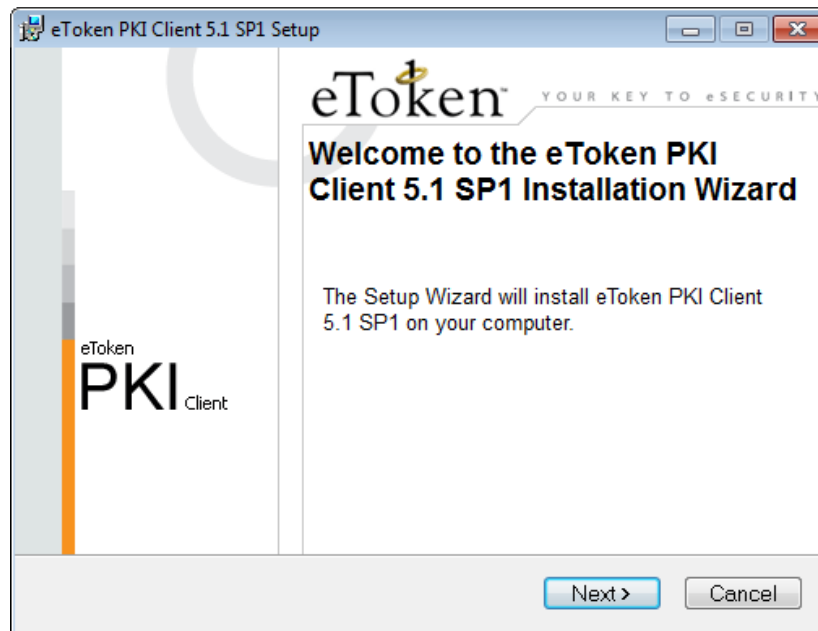 eToken PKI Client 5.1 SP1 Setup
eToken
YOUR KEY TO eSECURITY
Welcome to the eToken PKI
Client 5.1 SP1 Installation Wizard
The Setup Wizard will install eToken PKI Client
5.1 SP1 on your computer.
eToken
PKI Client
Next >
Cancel